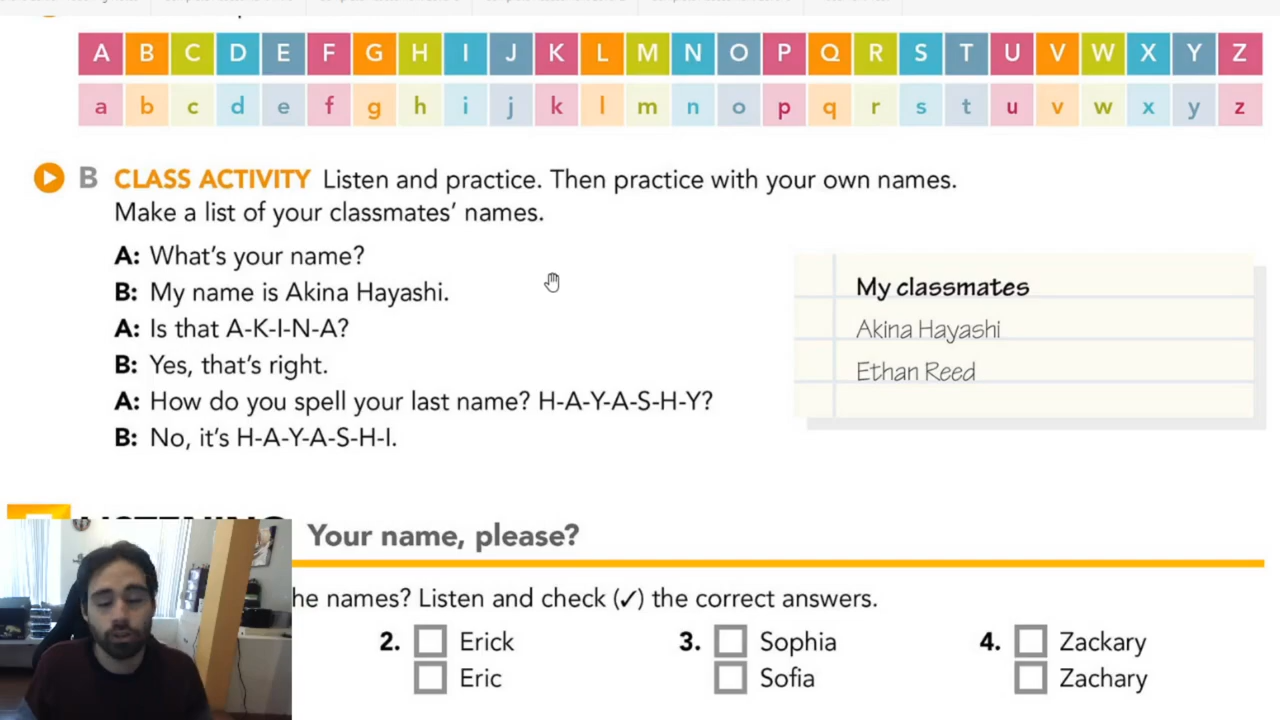 A B C D E F G H I J K L M N O P Q R S T U V W X Y Z
a b c d e f g h i j k l m n o p q r s t u v w x y z
B CLASS ACTIVITY Listen and practice. Then practice with your own names.
Make a list of your classmates' names.
A: What's your name?
B: My name is Akina Hayashi.
A: Is that A-K-I-N-A?
B: Yes, that's right.
A: How do you spell your last name? H-A-Y-A-S-H-Y?
B: No, it's H-A-Y-A-S-H-I.
My classmates
Akina Hayashi
Ethan Reed
LISTENING Your name, please?
he names? Listen and check (✓) the correct answers.
2. Erick 3. Sophia 4. Zackary
Eric Sofia Zachary